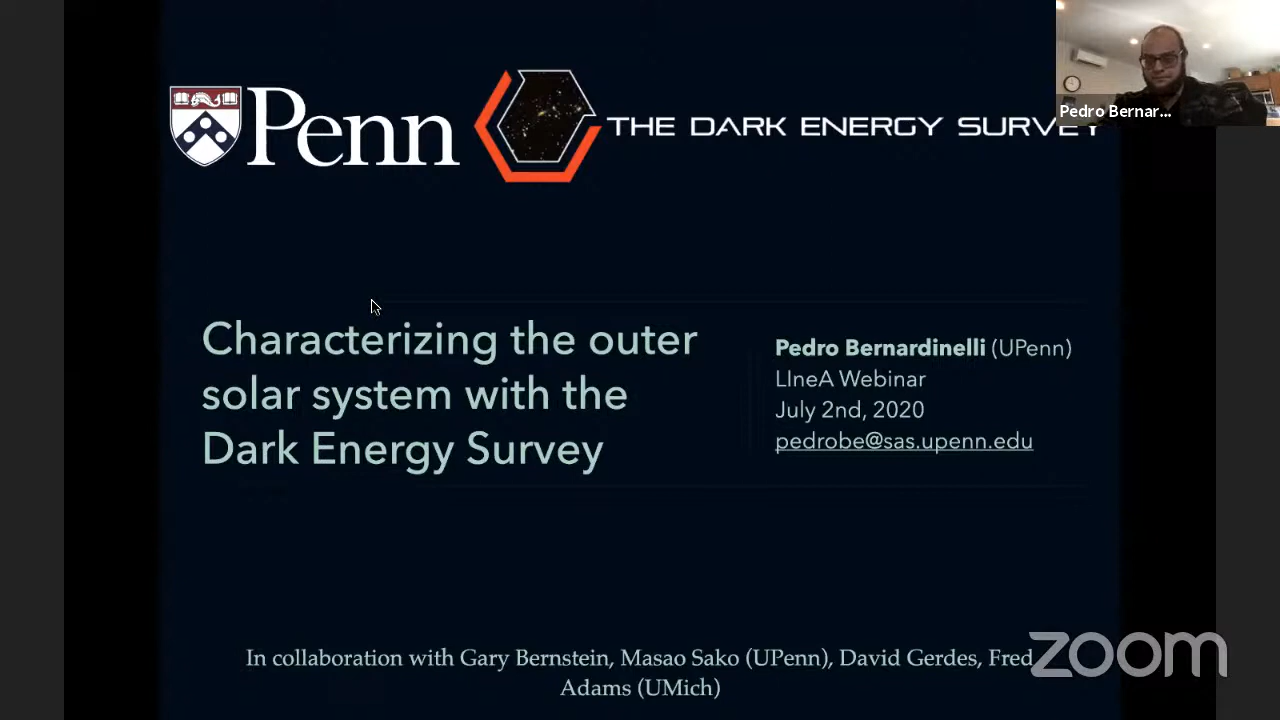 Penn
THE DARK ENERGY SURVEY
Pedro Bernar...
Characterizing the outer
solar system with the
Dark Energy Survey
Pedro Bernardinelli (UPenn)
LIneA Webinar
July 2nd, 2020
pedrobe@sas.upenn.edu
In collaboration with Gary Bernstein, Masao Sako (UPenn), David Gerdes, Fred
Adams (UMich)
zoom